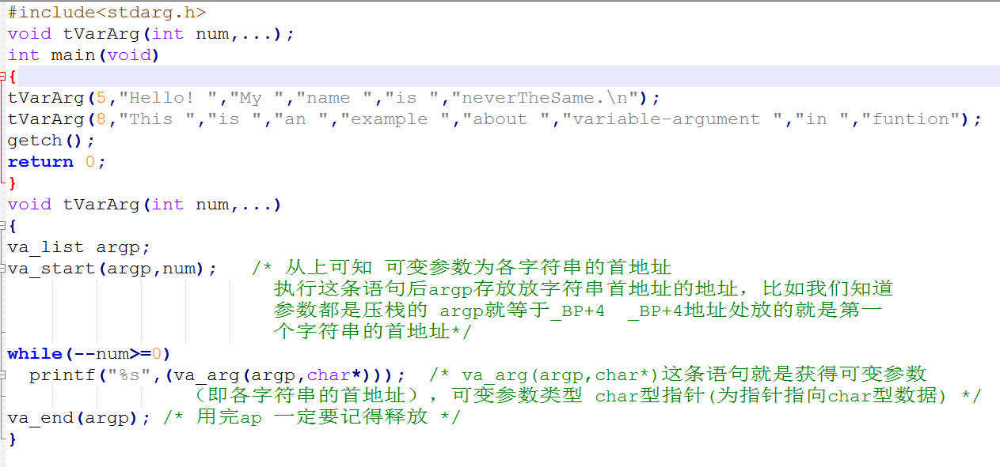 #include<stdarg.h>
void tVarArg(int num,...);
int main(void)
{
tVarArg(5,"Hello! ","My ","name ","is ","neverTheSame.\n");
tVarArg(8,"This ","is ","an ","example ","about ","variable-argument ","in ","funtion");
getch();
return 0;
}
void tVarArg(int num,...)
{
va_list argp;
va_start(argp,num);   /* 从上可知 可变参数为各字符串的首地址
执行这条语句后argp存放放字符串首地址的地址，比如我们知道
参数都是压栈的 argp就等于_BP+4  _BP+4地址处放的就是第一
个字符串的首地址*/
while(--num>=0)
  printf("%s",(va_arg(argp,char*)));  /* va_arg(argp,char*)这条语句就是获得可变参数
（即各字符串的首地址），可变参数类型 char型指针(为指针指向char型数据) */
va_end(argp); /* 用完ap 一定要记得释放 */
}